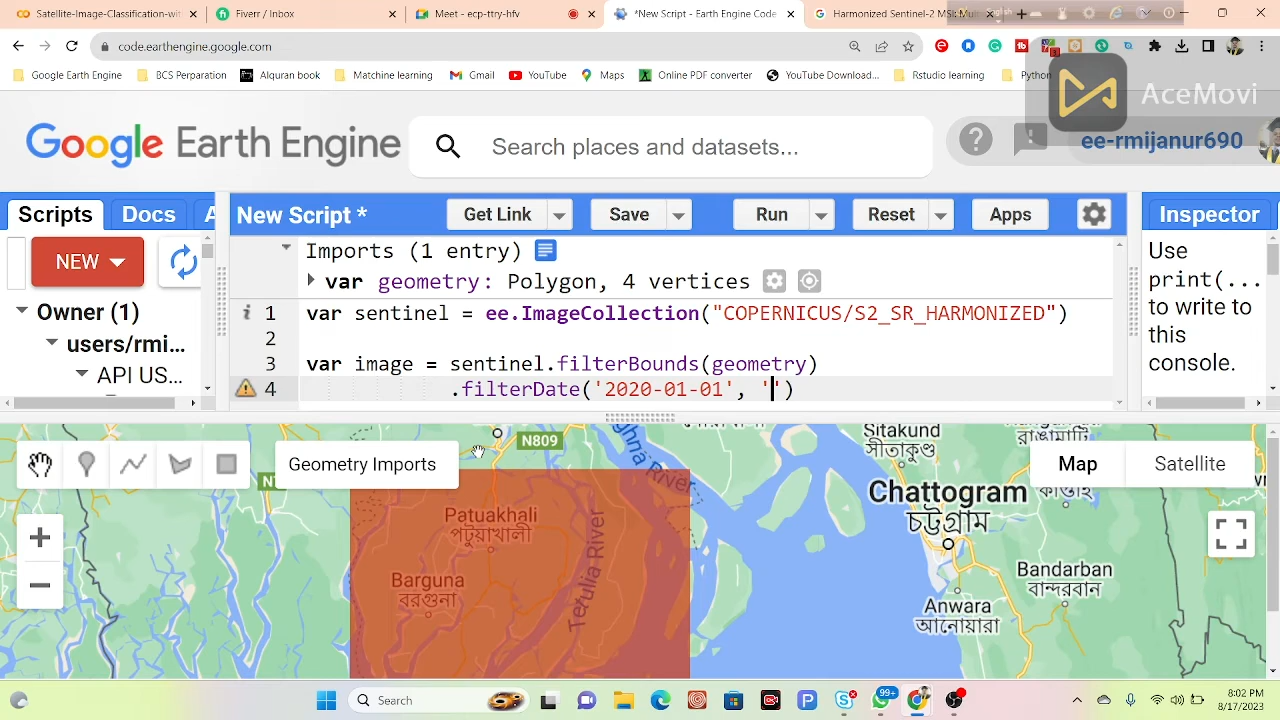 Satellite-Image-Classification-wit
Fiverr / Inbox
Meet - ecp-ttry-hfv
*New Script - Earth Engine Code
Harmonized Sentinel-2 MSI: Mult
code.earthengine.google.com
Google Earth Engine
BCS Perparation
Alquran book
Matchine learning
Gmail
YouTube
Maps
Online PDF converter
YouTube Download...
Rstudio learning
Python
AceMovi
Google Earth Engine
Search places and datasets...
ee-rmijanur690
Scripts
Docs
A
New Script *
Get Link
Save
Run
Reset
Apps
Inspector
NEW
Owner (1)
users/rmi...
API US...
Imports (1 entry)
var geometry: Polygon, 4 vertices
i 1 var sentinel = ee.ImageCollection("COPERNICUS/S2_SR_HARMONIZED")
2
3 var image = sentinel.filterBounds(geometry)
4 .filterDate('2020-01-01', '')
Use
print(...
to write to
this
console.
Geometry Imports
N809
Map
Satellite
Sitakund
সীতাকুণ্ড
Chattogram
চট্টগ্রাম
Patuakhali
পটুয়াখালী
Barguna
বরগুনা
Tetulia River
Bandarban
বান্দরবান
Anwara
আনোয়ারা
Search
99+
8:02 PM
8/17/2023